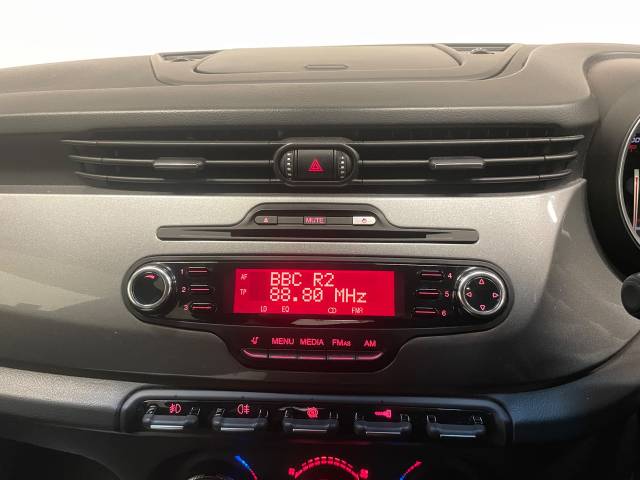 MUTE
1 AF BBC R2 4
2 TP 88.80 MHz 5
3 LO EQ CD 6
MENU MEDIA FMAS AM